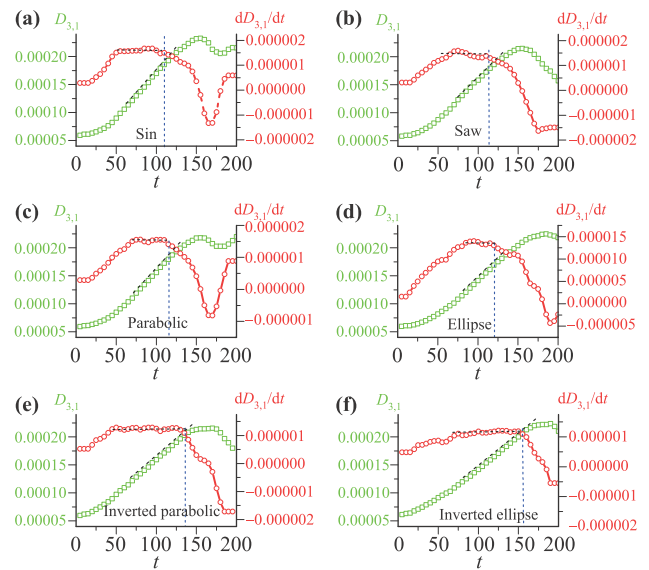 (a) D3,1 dD3,1/dt
0.000002
0.00020 0.000001
0.00015 0.000000
0.00010 −0.000001
0.00005 Sin −0.000002
0 50 100 150 200
t
(b) D3,1 dD3,1/dt
0.000002
0.00020 0.000001
0.00015 0.000000
0.00010 −0.000001
0.00005 Saw −0.000002
0 50 100 150 200
t
(c) D3,1 dD3,1/dt
0.000002
0.00020 0.000001
0.00015 0.000000
0.00010 −0.000001
0.00005 Parabolic
0 50 100 150 200
t
(d) D3,1 dD3,1/dt
0.000015
0.00020 0.000010
0.00015 0.000005
0.00010 0.000000
0.00005 Ellipse −0.000005
0 50 100 150 200
t
(e) D3,1 dD3,1/dt
0.00020 0.000001
0.00015 0.000000
0.00010 −0.000001
0.00005 Inverted parabolic −0.000002
0 50 100 150 200
t
(f) D3,1 dD3,1/dt
0.00020 0.000001
0.00015 0.000000
0.00010 −0.000001
0.00005 Inverted ellipse −0.000002
0 50 100 150 200
t